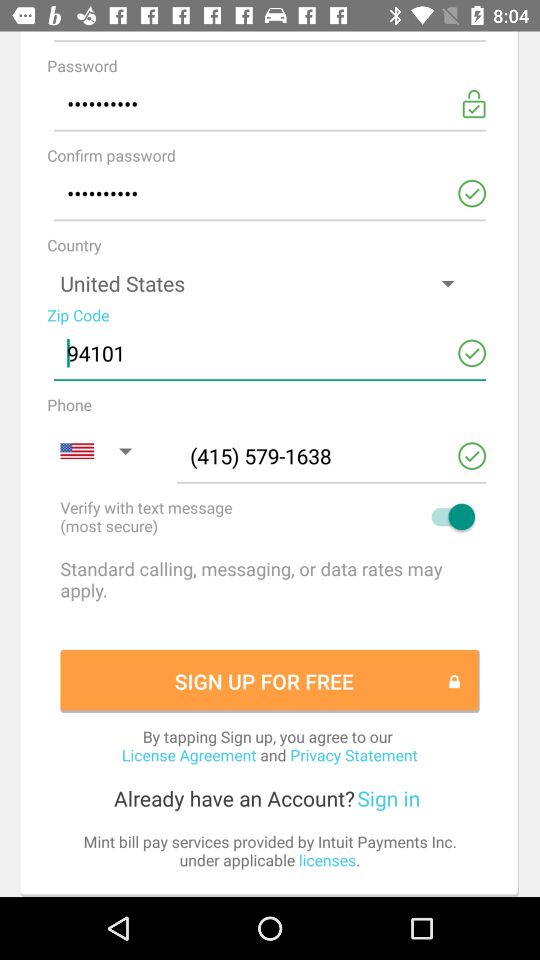 8:04
Password
••••••••••
Confirm password
••••••••••
Country
United States
Zip Code
94101
Phone
(415) 579-1638
Verify with text message
(most secure)
Standard calling, messaging, or data rates may
apply.
SIGN UP FOR FREE
By tapping Sign up, you agree to our
License Agreement and Privacy Statement
Already have an Account? Sign in
Mint bill pay services provided by Intuit Payments Inc.
under applicable licenses.